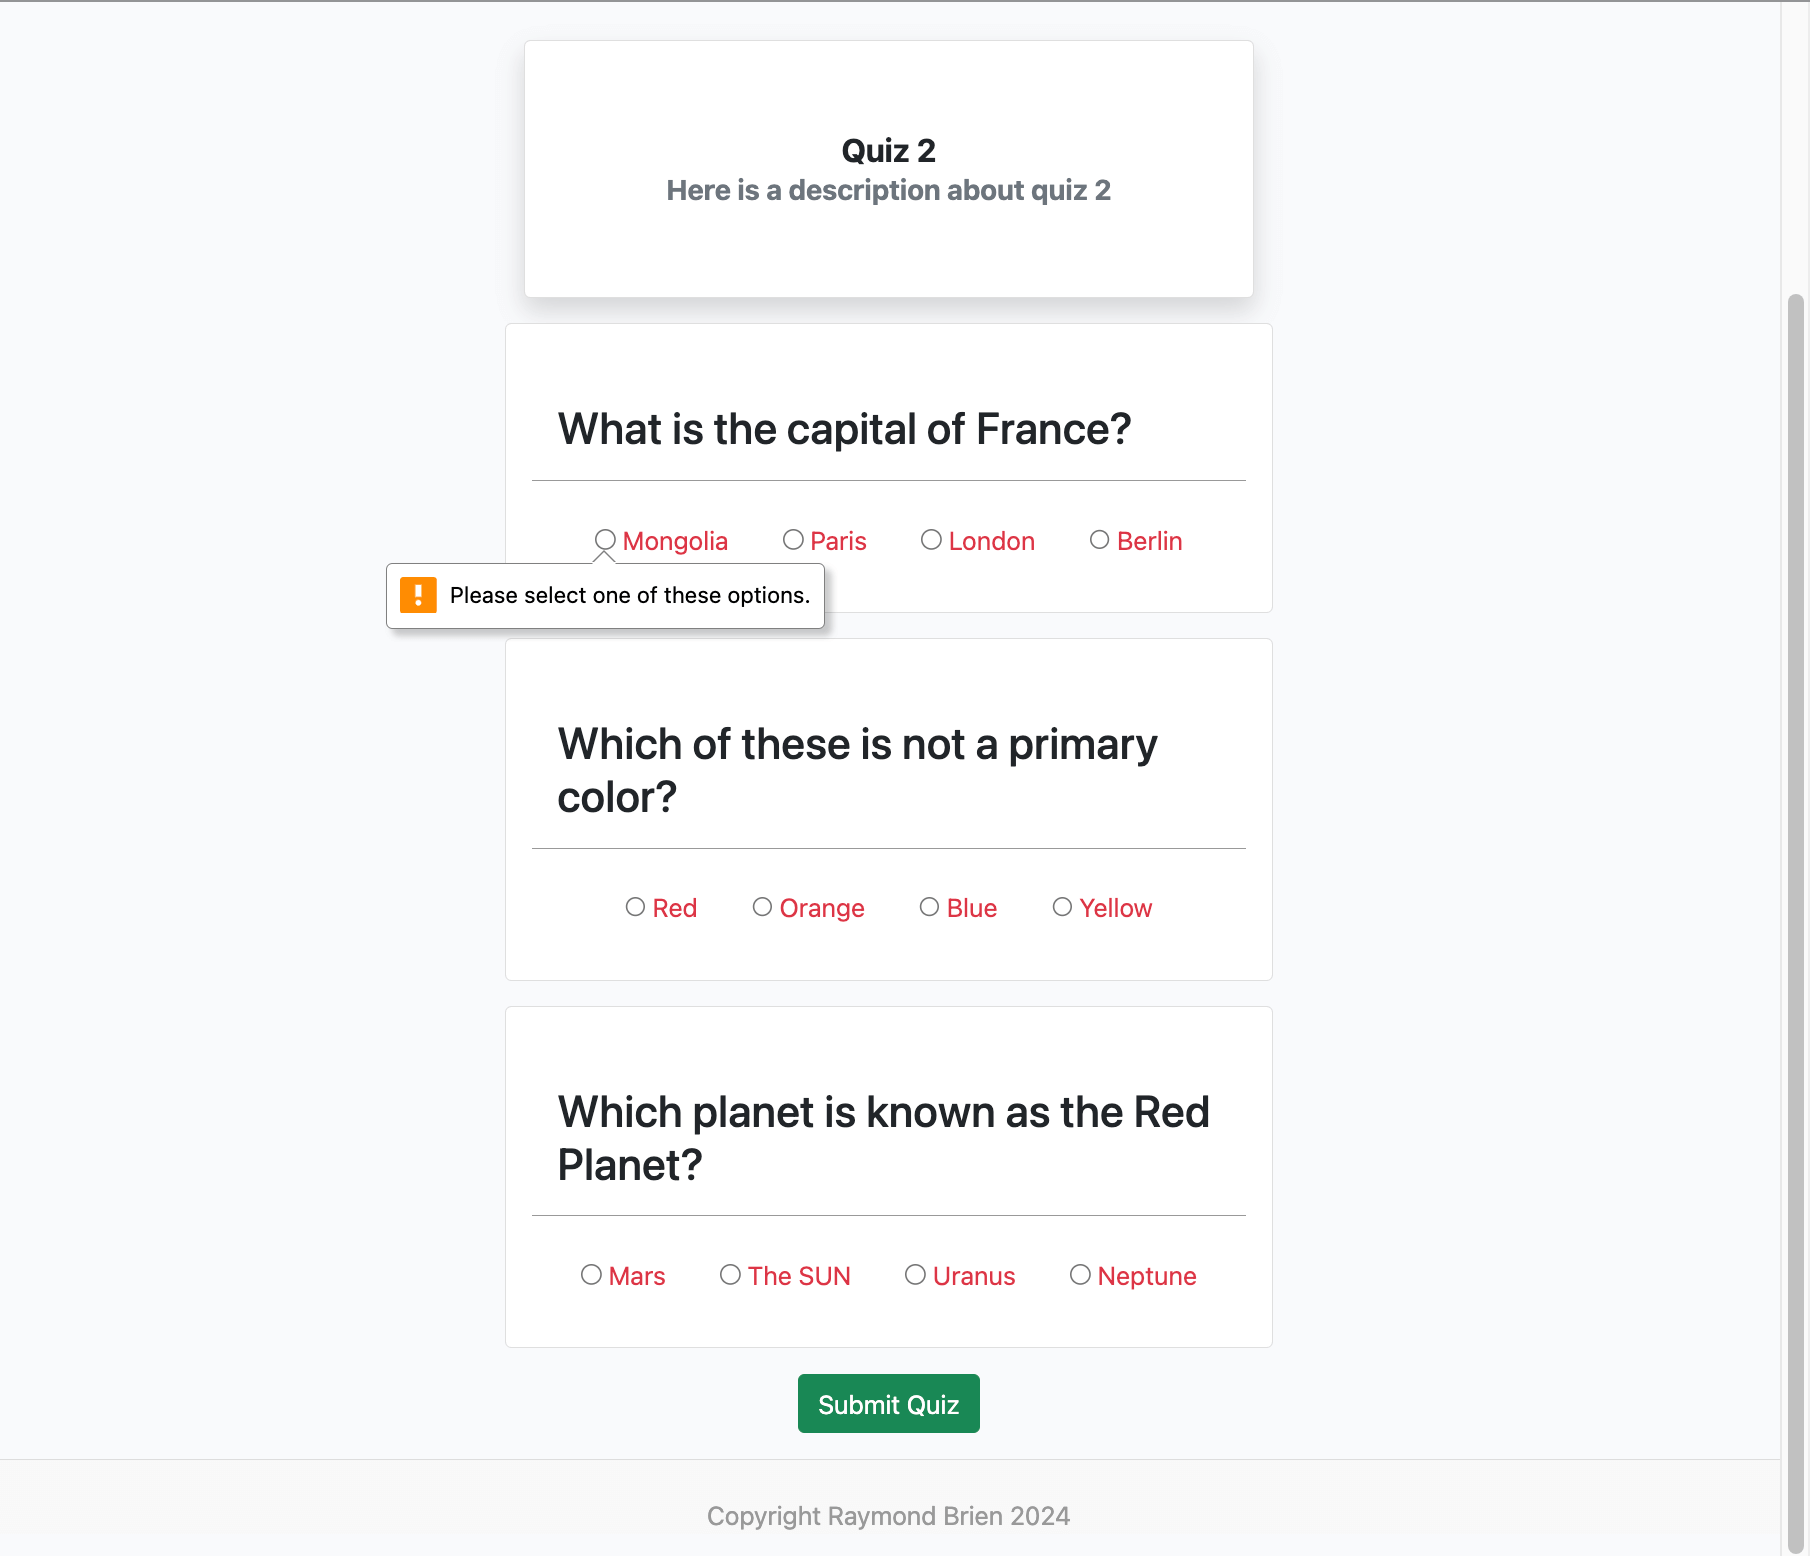 Quiz 2
Here is a description about quiz 2
What is the capital of France?
Mongolia Paris London Berlin
! Please select one of these options.
Which of these is not a primary
color?
Red Orange Blue Yellow
Which planet is known as the Red
Planet?
Mars The SUN Uranus Neptune
Submit Quiz
Copyright Raymond Brien 2024